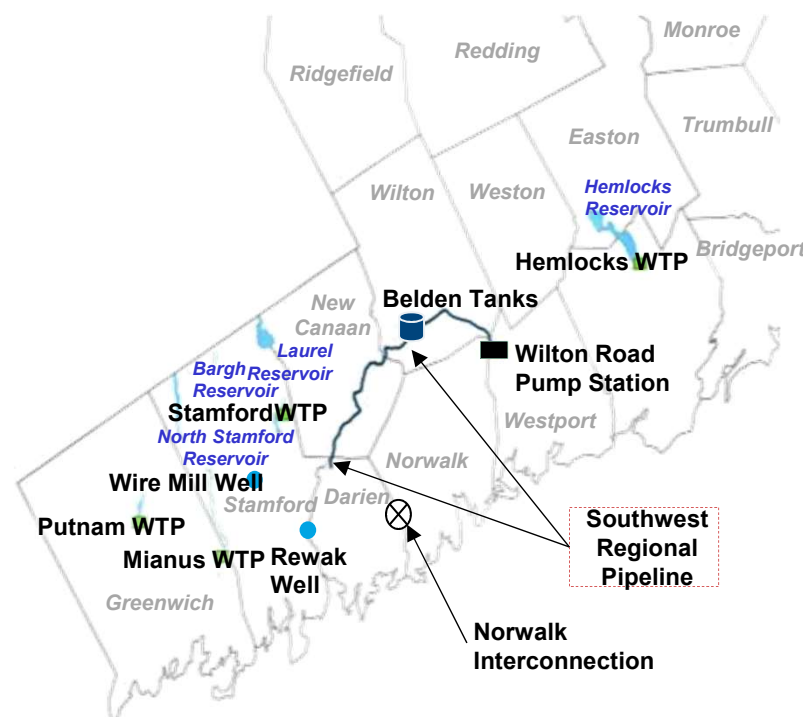 Monroe
Redding
Ridgefield
Trumbull
Easton
Wilton
Weston
Hemlocks
Reservoir
Bridgeport
Hemlocks WTP
Belden Tanks
New
Canaan
Laurel
Reservoir
Bargh
Reservoir
Wilton Road
Pump Station
StamfordWTP
Westport
North Stamford
Reservoir
Norwalk
Wire Mill Well
Stamford
Darien
Putnam WTP
Southwest
Regional
Pipeline
Mianus WTP
Rewak
Well
Greenwich
Norwalk
Interconnection